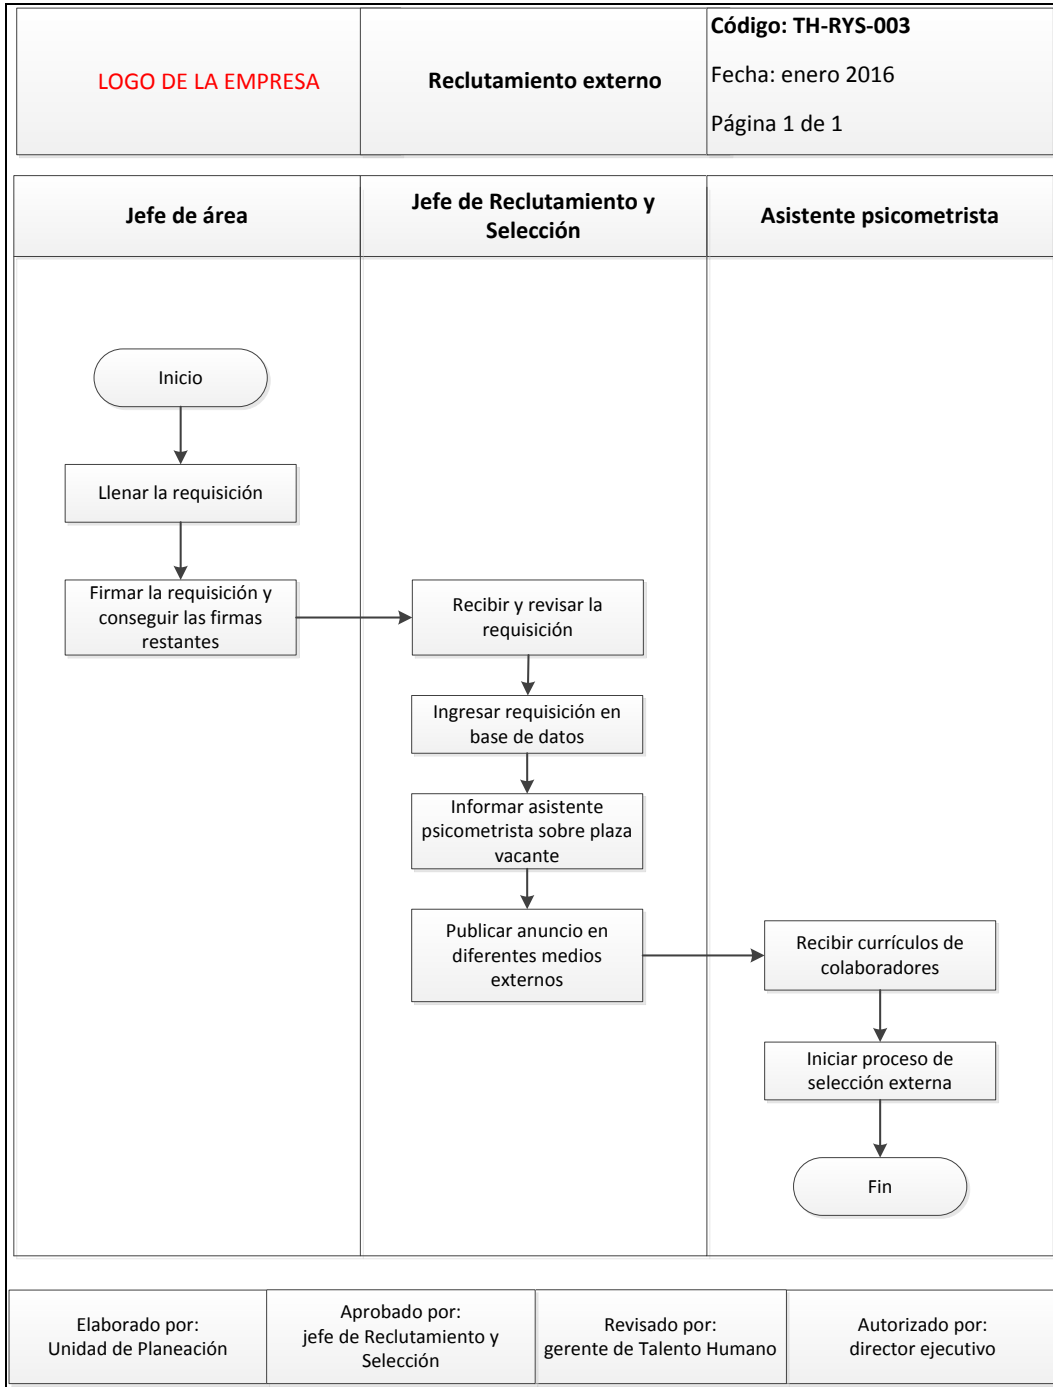 LOGO DE LA EMPRESA
Reclutamiento externo
Código: TH-RYS-003
Fecha: enero 2016
Página 1 de 1
Jefe de área
Jefe de Reclutamiento y
Selección
Asistente psicometrista
Inicio
Llenar la requisición
Firmar la requisición y
conseguir las firmas
restantes
Recibir y revisar la
requisición
Ingresar requisición en
base de datos
Informar asistente
psicometrista sobre plaza
vacante
Publicar anuncio en
diferentes medios
externos
Recibir currículos de
colaboradores
Iniciar proceso de
selección externa
Fin
Elaborado por:
Unidad de Planeación
Aprobado por:
jefe de Reclutamiento y
Selección
Revisado por:
gerente de Talento Humano
Autorizado por:
director ejecutivo